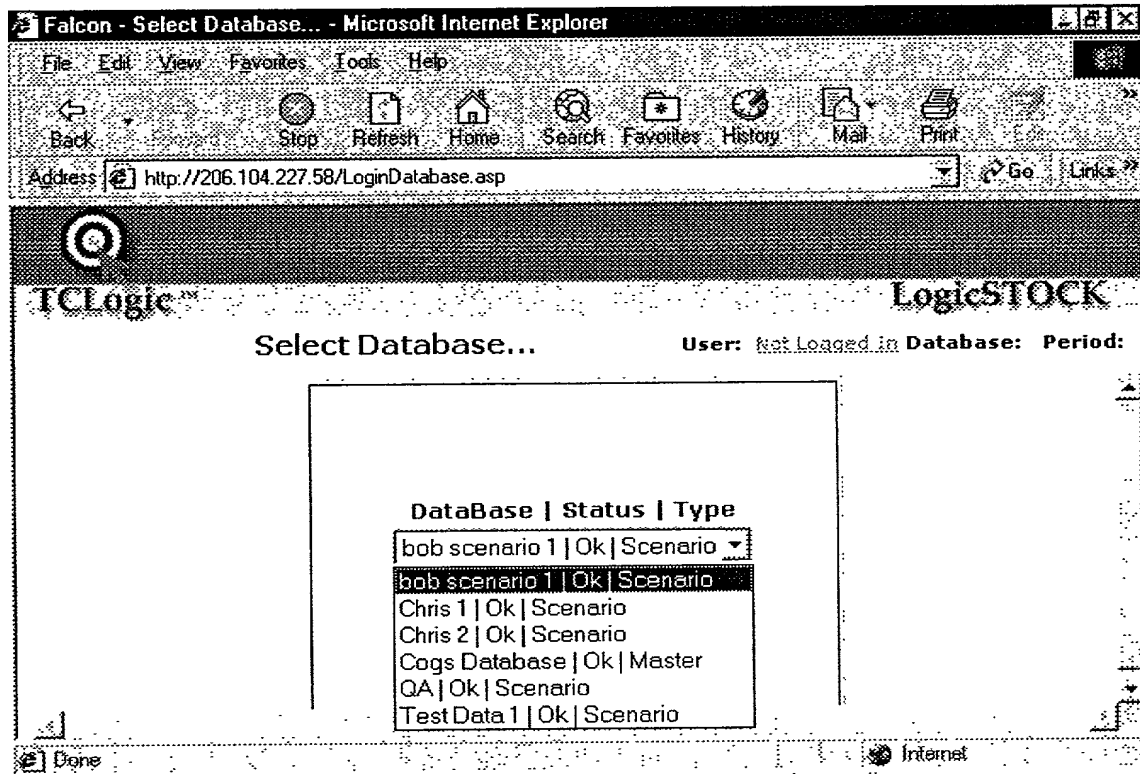 Falcon - Select Database... - Microsoft Internet Explorer
File Edit View Favorites Tools Help
Back Stop Refresh Home Search Favorites History Mail Print
Address http://206.104.227.58/LoginDatabase.asp Go Links
TCLogic™ LogicSTOCK
Select Database... User: Not Logged in Database: Period:
DataBase | Status | Type
bob scenario 1 | Ok | Scenario
bob scenario 1 | Ok | Scenario
Chris 1 | Ok | Scenario
Chris 2 | Ok | Scenario
Cogs Database | Ok | Master
QA | Ok | Scenario
Test Data 1 | Ok | Scenario
Done Internet